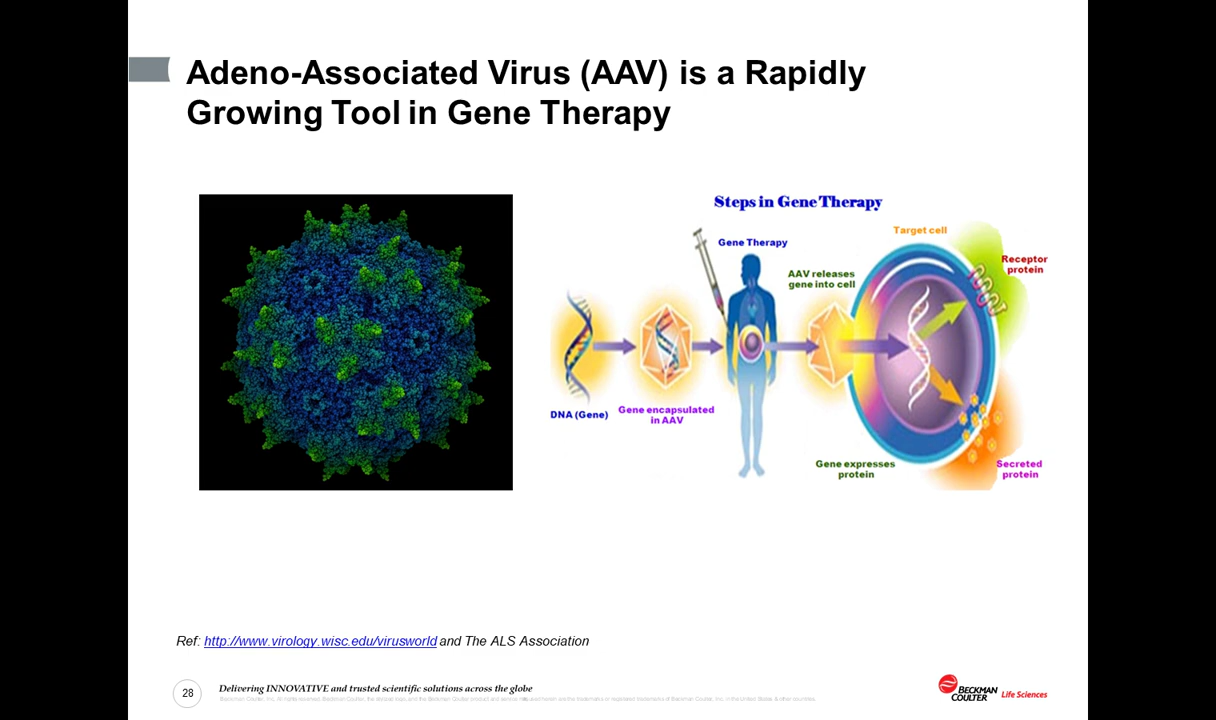 Adeno-Associated Virus (AAV) is a Rapidly
Growing Tool in Gene Therapy
Steps in Gene Therapy
Target cell
Gene Therapy
Receptor
protein
AAV releases
gene into cell
DNA (Gene)
Gene encapsulated
in AAV
Gene expresses
protein
Secreted
protein
Ref: http://www.virology.wisc.edu/virusworld and The ALS Association
28
Delivering INNOVATIVE and trusted scientific solutions across the globe
BECKMAN
COULTER
Life Sciences